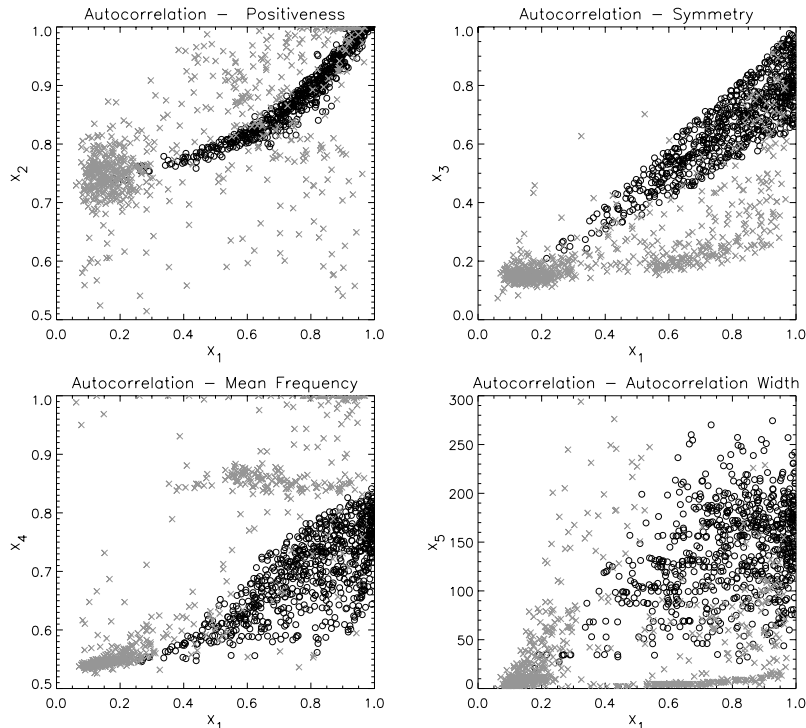 Autocorrelation – Positiveness
1.0
0.9
0.8
0.7
0.6
0.5
x2
0.0 0.2 0.4 0.6 0.8 1.0
x1
Autocorrelation – Symmetry
1.0
0.8
0.6
0.4
0.2
0.0
x3
0.0 0.2 0.4 0.6 0.8 1.0
x1
Autocorrelation – Mean Frequency
1.0
0.9
0.8
0.7
0.6
0.5
x4
0.0 0.2 0.4 0.6 0.8 1.0
x1
Autocorrelation – Autocorrelation Width
300
250
200
150
100
50
0
x5
0.0 0.2 0.4 0.6 0.8 1.0
x1